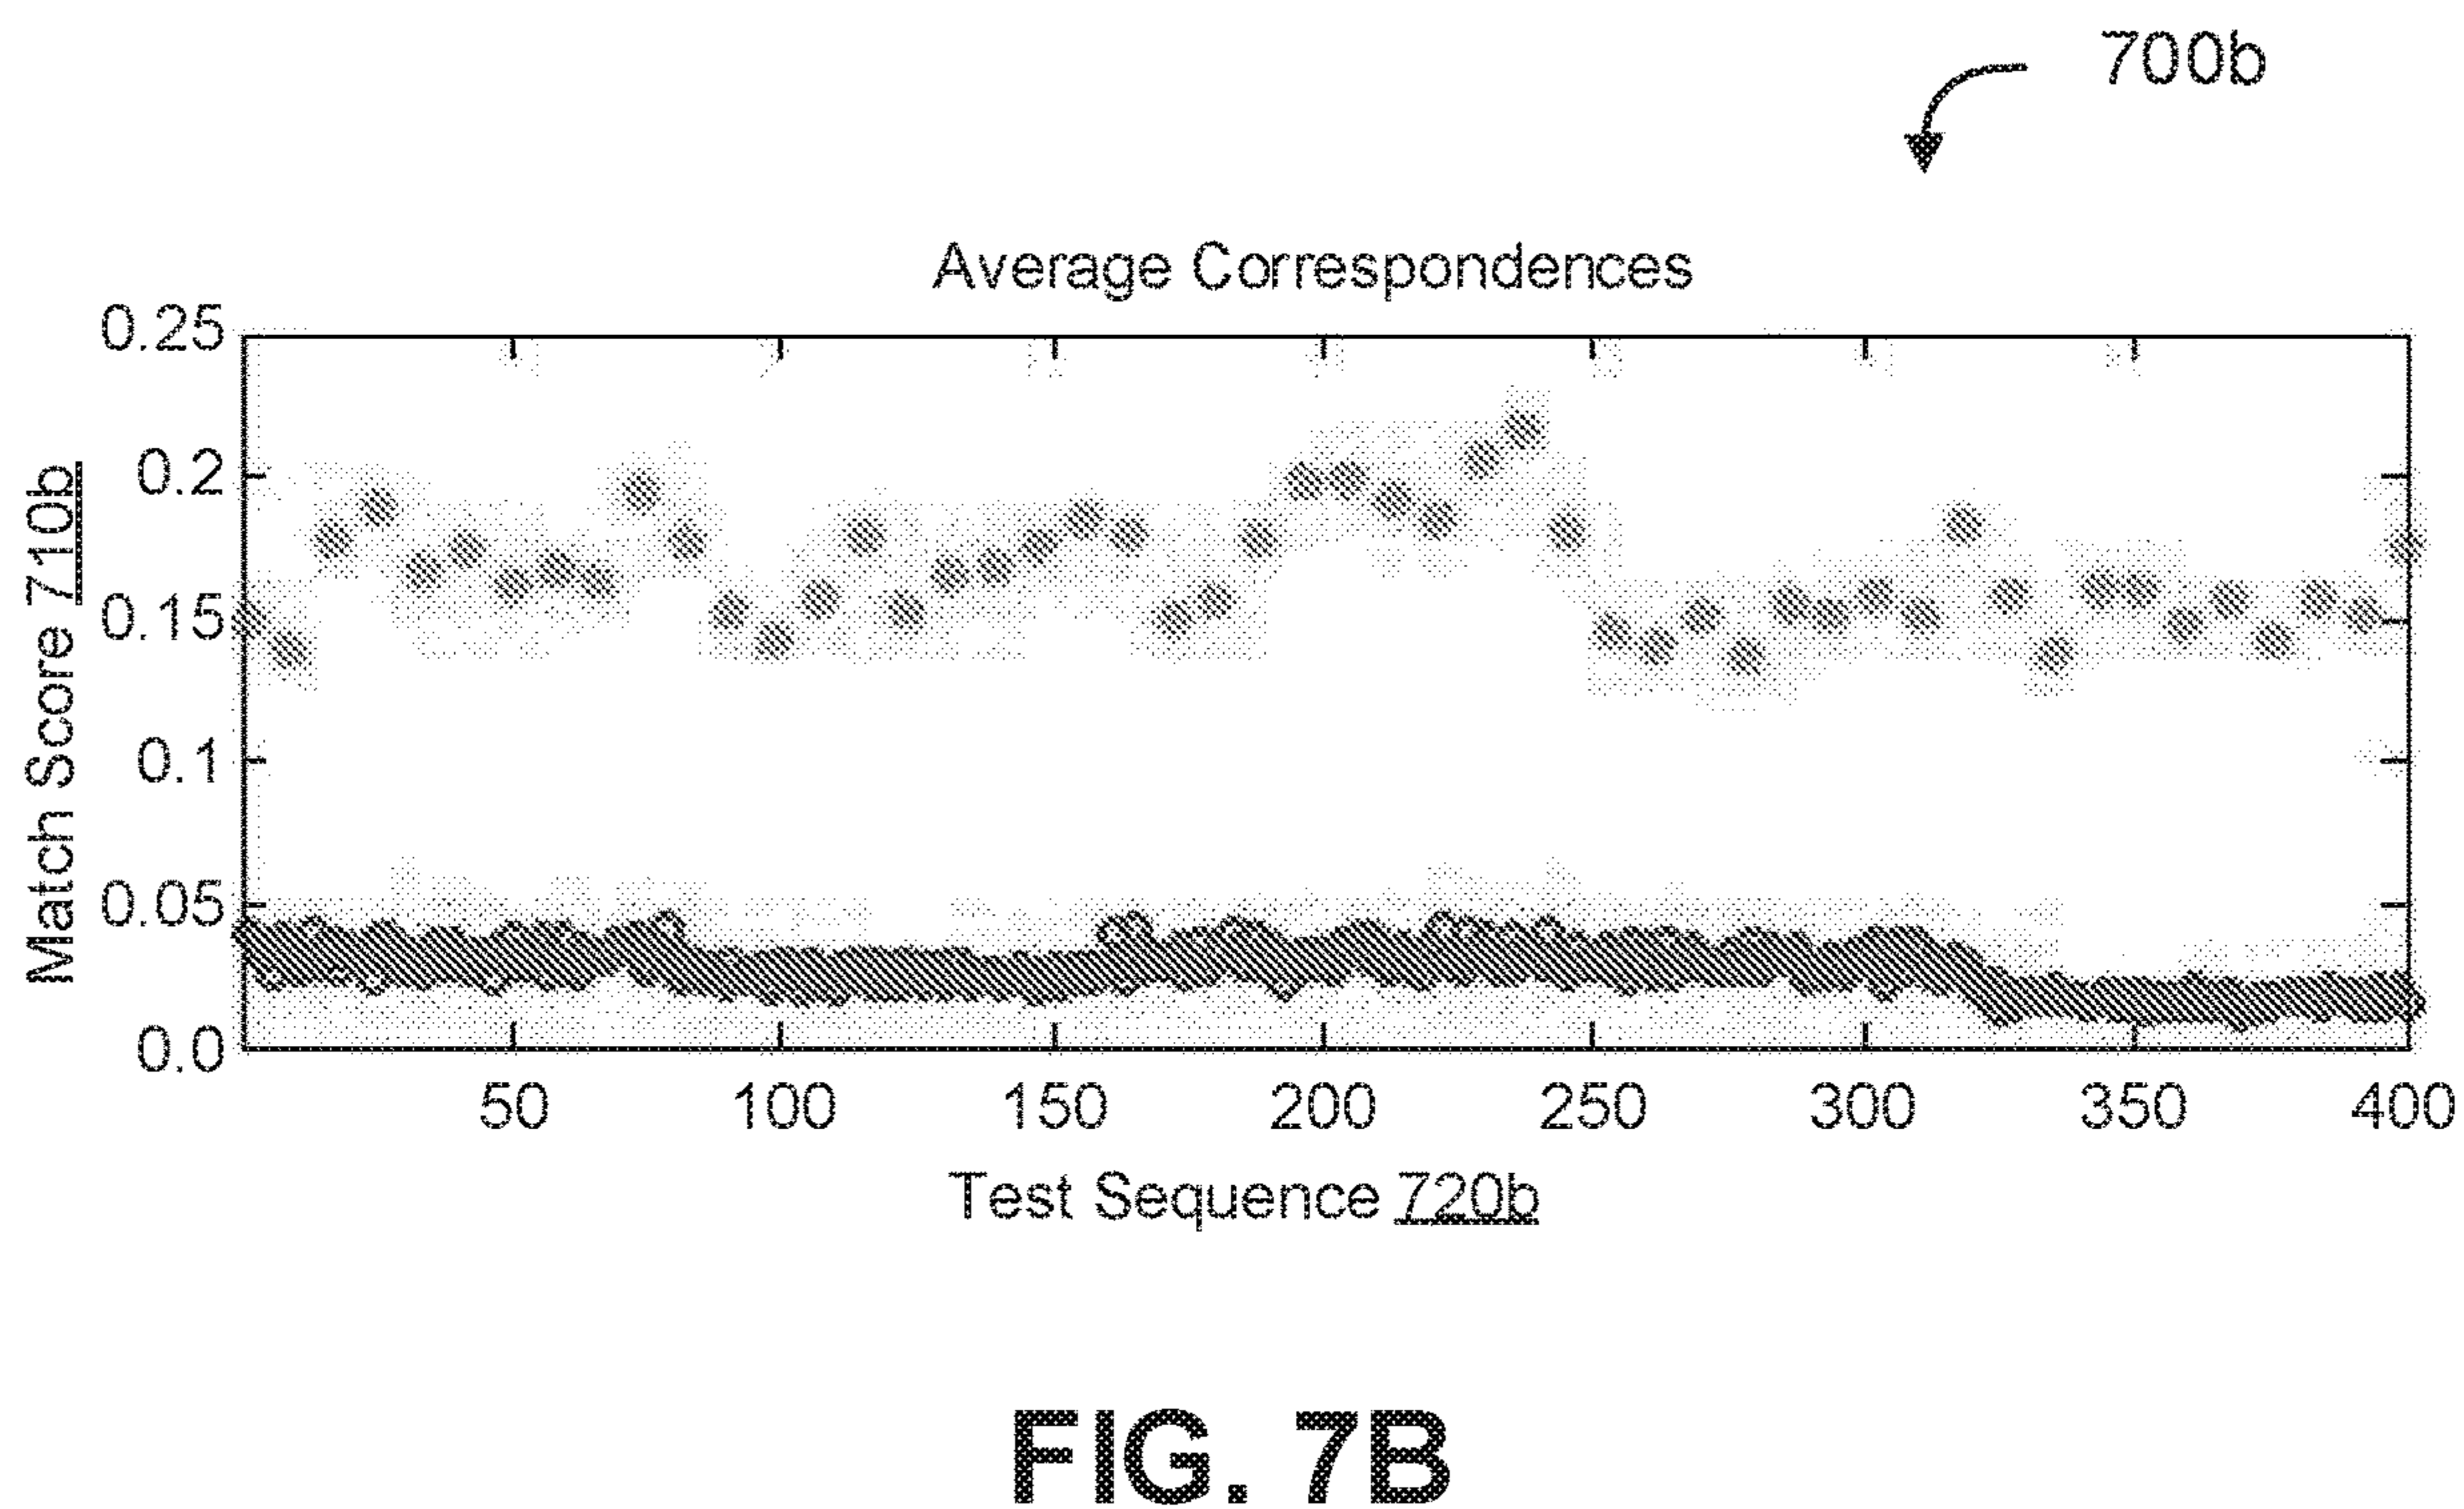 700b
Average Correspondences
0.25
0.2
0.15
0.1
0.05
0.0
Match Score 710b
50 100 150 200 250 300 350 400
Test Sequence 720b
FIG. 7B